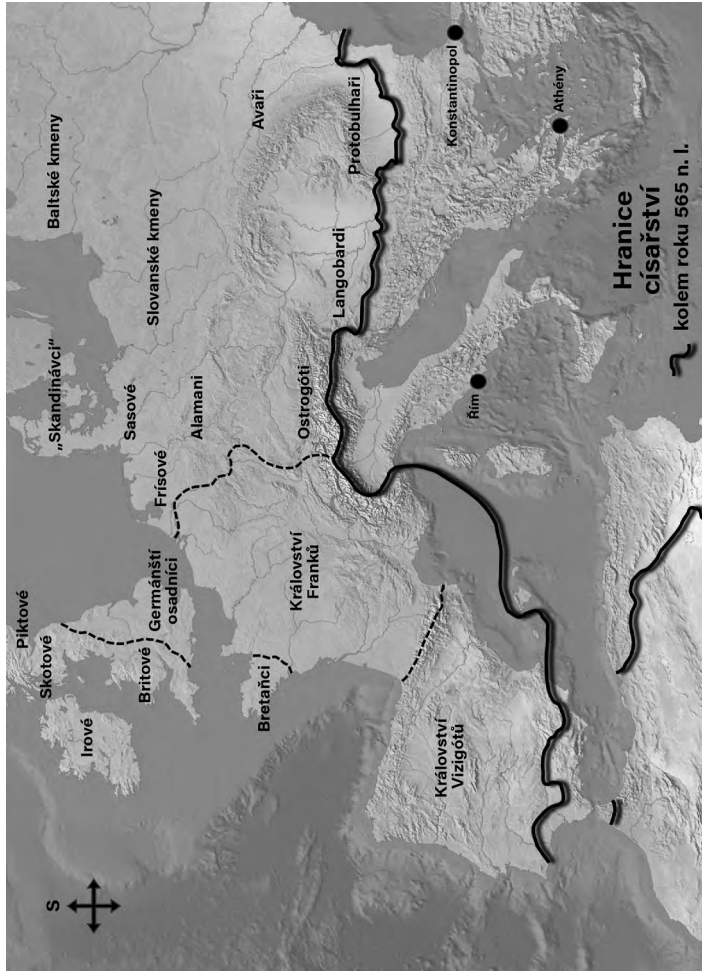 S
Irové
Skotové
Piktové
Britové
Germánští
osadníci
Bretaňci
Království
Franků
Království
Vizigótů
Frísové
Sasové
„Skandinávci“
Alamani
Ostrogóti
Slovanské kmeny
Baltské kmeny
Langobardi
Avaři
Protobulhaři
Řím
Konstantinopol
Athény
Hranice
císařství
kolem roku 565 n. l.